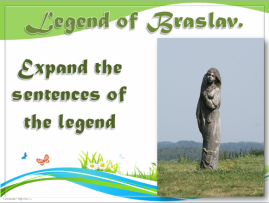 Legend of Braslav.
Expand the
sentences of
the legend